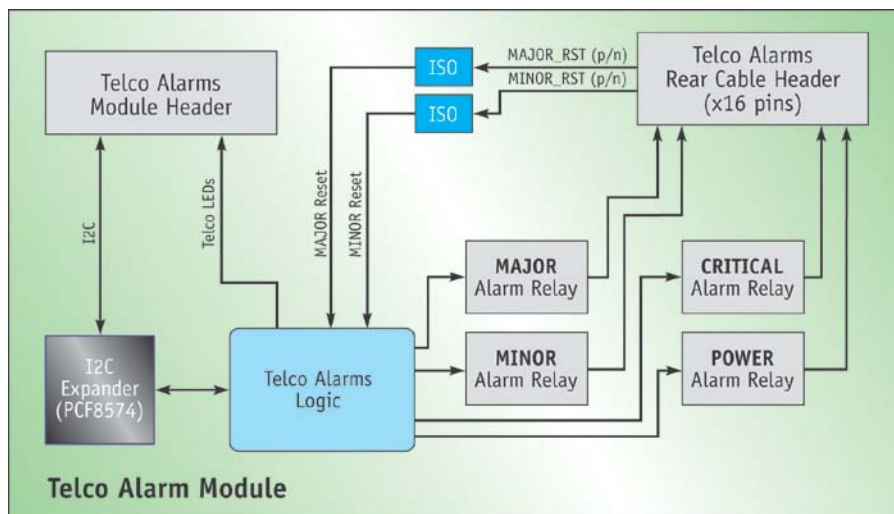 Telco Alarms
Module Header
ISO
MAJOR_RST (p/n)
MINOR_RST (p/n)
ISO
Telco Alarms
Rear Cable Header
(x16 pins)
I2C
Telco LEDs
MAJOR Reset
MINOR Reset
MAJOR
Alarm Relay
CRITICAL
Alarm Relay
I2C
Expander
(PCF8574)
Telco Alarms
Logic
MINOR
Alarm Relay
POWER
Alarm Relay
Telco Alarm Module